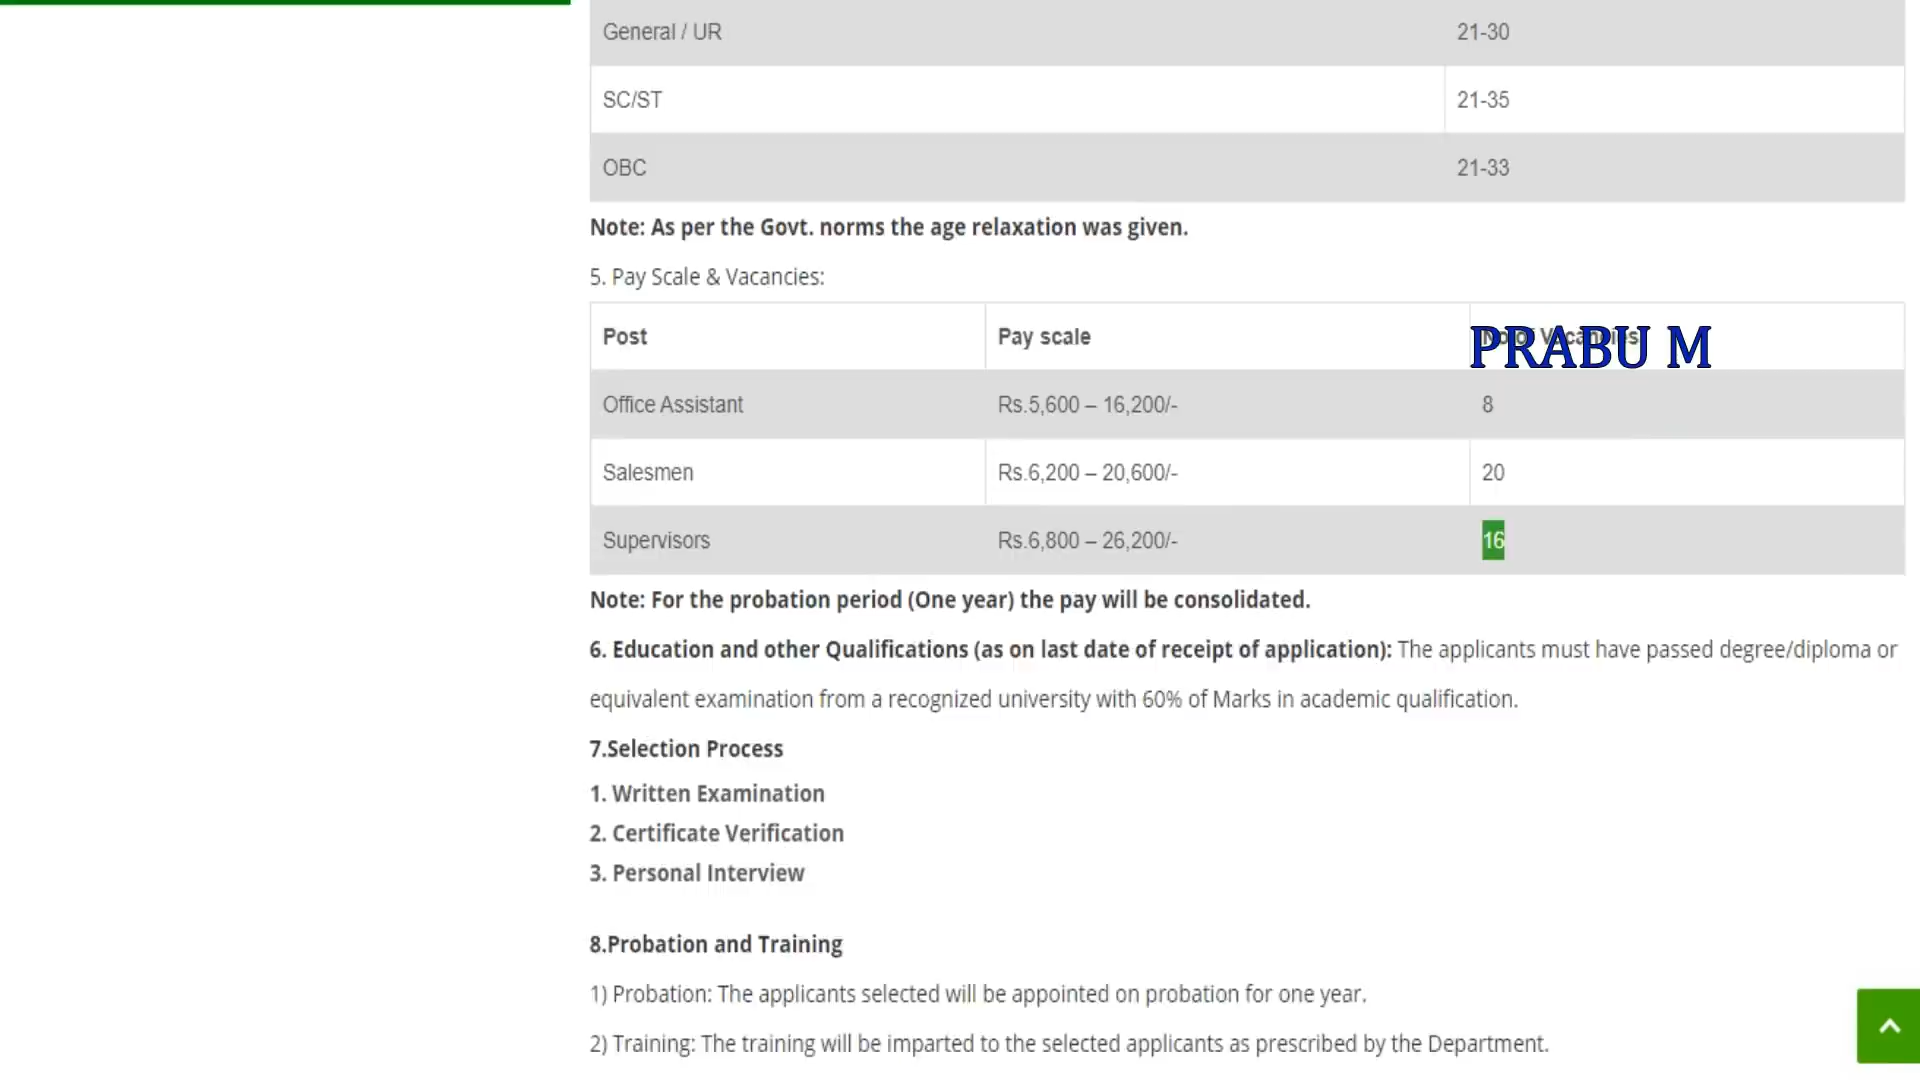 General / UR 21-30
SC/ST 21-35
OBC 21-33
Note: As per the Govt. norms the age relaxation was given.
5. Pay Scale & Vacancies:
Post Pay scale No of Vacancies
PRABU M
Office Assistant Rs.5,600 – 16,200/- 8
Salesmen Rs.6,200 – 20,600/- 20
Supervisors Rs.6,800 – 26,200/- 16
Note: For the probation period (One year) the pay will be consolidated.
6. Education and other Qualifications (as on last date of receipt of application): The applicants must have passed degree/diploma or
equivalent examination from a recognized university with 60% of Marks in academic qualification.
7.Selection Process
1. Written Examination
2. Certificate Verification
3. Personal Interview
8.Probation and Training
1) Probation: The applicants selected will be appointed on probation for one year.
2) Training: The training will be imparted to the selected applicants as prescribed by the Department.